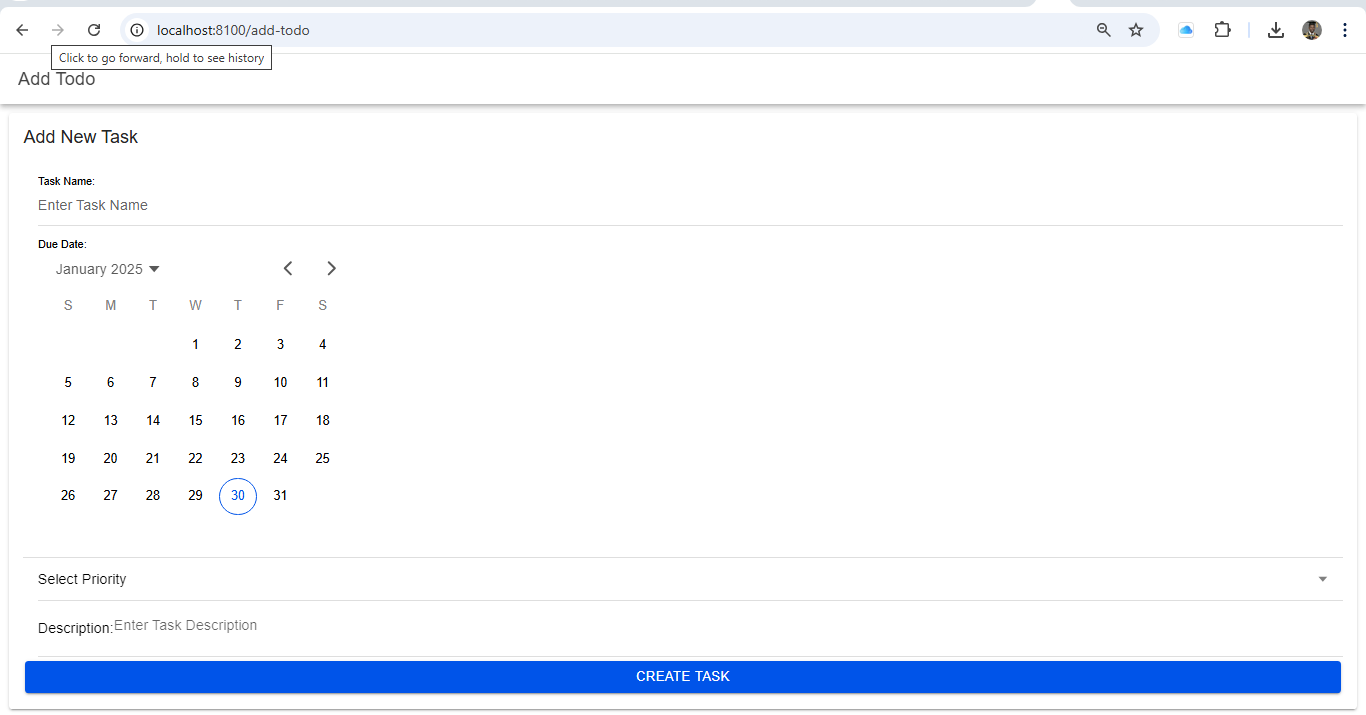 localhost:8100/add-todo
Click to go forward, hold to see history
Add Todo
Add New Task
Task Name:
Enter Task Name
Due Date:
January 2025
S M T W T F S
1 2 3 4
5 6 7 8 9 10 11
12 13 14 15 16 17 18
19 20 21 22 23 24 25
26 27 28 29 30 31
Select Priority
Description:Enter Task Description
CREATE TASK